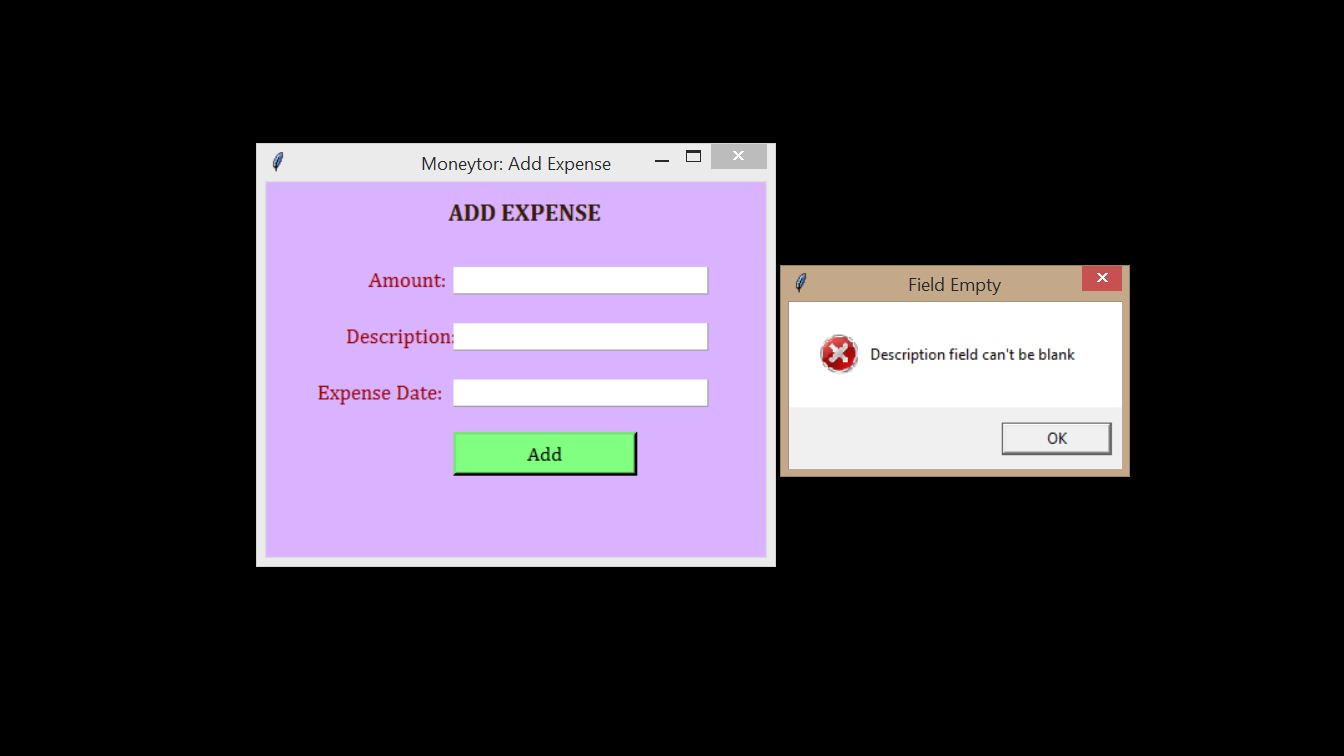 Moneytor: Add Expense
ADD EXPENSE
Amount:
Description:
Expense Date:
Add
Field Empty
Description field can't be blank
OK